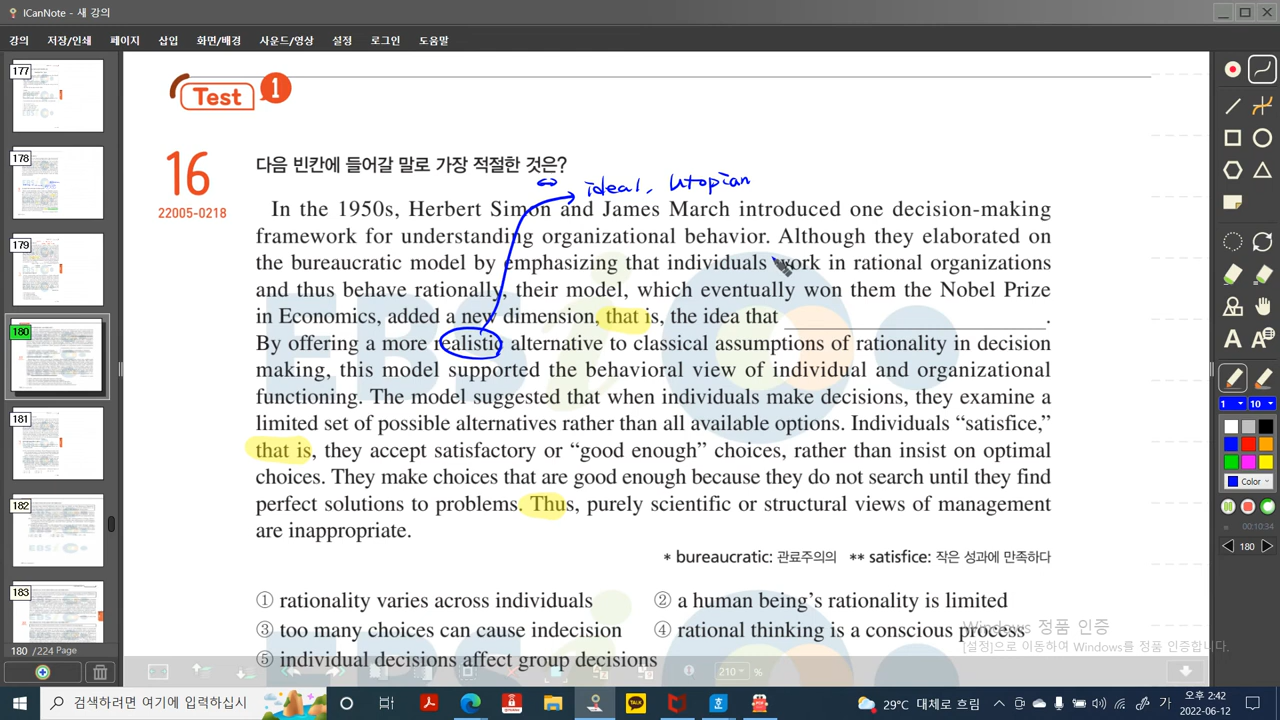 ICanNote - 새 강의
강의 저장/인쇄 페이지 삽입 화면/배경 사운드/영상 설정 로그인 도움말
177
178
179
180
181
182
183
Test 1
16
22005-0218
다음 빈칸에 들어갈 말로 가장 적절한 것은?
↔ ideal, Utopian
In the 1950s, Herbert Simon and James March introduced one decision-making
framework for understanding organizational behavior. Although they elaborated on
the bureaucratic model by emphasizing that individuals work in rational organizations
and thus behave rationally, their model, which eventually won them the Nobel Prize
in Economics, added a new dimension, that is, the idea that ____________.
By offering a more realistic alternative to classical assumptions of rationality in decision
making, this model supported the behavioral view of individual and organizational
functioning. The model suggested that when individuals make decisions, they examine a
limited set of possible alternatives rather than all available options. Individuals “satisfice,”
that is, they accept satisfactory or “good enough” choices, rather than insist on optimal
choices. They make choices that are good enough because they do not search until they find
perfect solutions to problems. Thus, purely scientific or structural views of management
are inappropriate.
* bureaucratic: 관료주의의 ** satisfice: 작은 성과에 만족하다
① rationality varies across individuals ② a human being’s rationality is limited
③ too many choices can cause indecision ④ rational thinking is a conscious process
⑤ individual decisions affect group decisions
Windows 정품 인증
[설정]으로 이동하여 Windows를 정품 인증합니다.
1 10
Color
00:10:34
180
180 / 224 Page
210 %
검색하려면 여기에 입력하십시
29°C 대체로 흐림
가
오후 2:42
2022-06-12